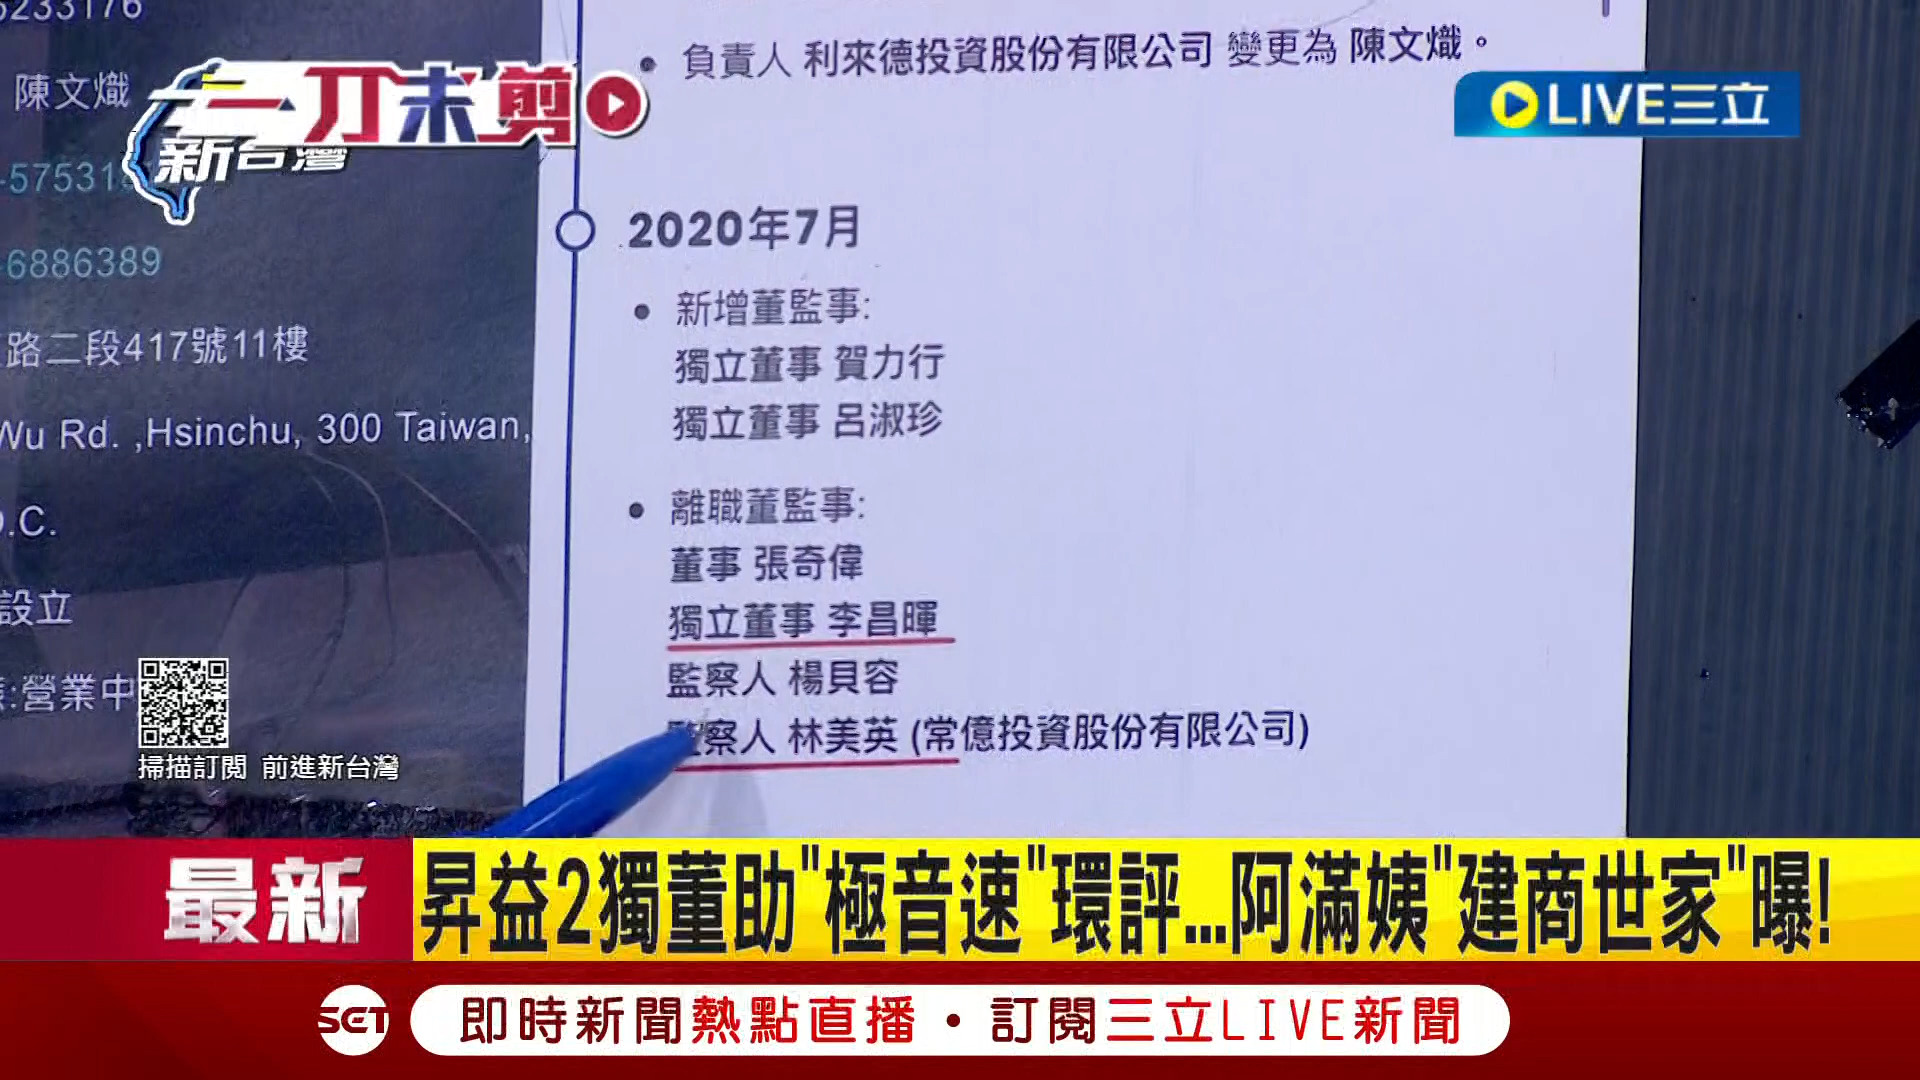 5233176
陳文熾
一刀未剪
新台灣
LIVE三立
負責人 利來德投資股份有限公司 變更為 陳文熾。
-57531
2020年7月
-6886389
新增董監事:
路二段417號11樓
獨立董事 賀力行
獨立董事 呂淑珍
Wu Rd. ,Hsinchu, 300 Taiwan,
離職董監事:
.C.
董事 張奇偉
設立
獨立董事 李昌暉
:營業中
監察人 楊貝容
監察人 林美英 (常億投資股份有限公司)
掃描訂閱 前進新台灣
最新
昇益2獨董助"極音速"環評...阿滿姨"建商世家"曝!
SET
即時新聞熱點直播・訂閱三立LIVE新聞